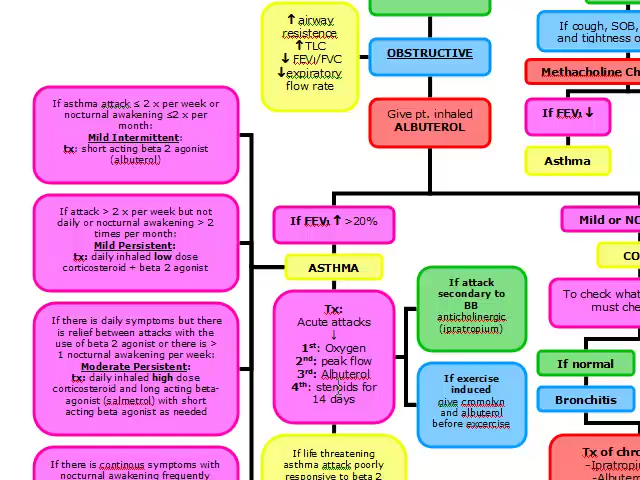 ↑airway
resistence
↑TLC
↓ FEV₁/FVC
↓expiratory
flow rate
OBSTRUCTIVE
If cough, SOB,
and tightness o
Methacholine Ch
Give pt. inhaled
ALBUTEROL
If FEV₁ ↓
Asthma
If asthma attack ≤ 2 x per week or
nocturnal awakening ≤2 x per
month:
Mild Intermittent:
tx: short acting beta 2 agonist
(albuterol)
If attack > 2 x per week but not
daily or nocturnal awakening > 2
times per month:
Mild Persistent:
tx: daily inhaled low dose
corticosteroid + beta 2 agonist
If there is daily symptoms but there
is relief between attacks with the
use of beta 2 agonist or there is >
1 nocturnal awakening per week:
Moderate Persistent:
tx: daily inhaled high dose
corticosteroid and long acting beta-
agonist (salmetrol) with short
acting beta agonist as needed
If there is continous symptoms with
nocturnal awakening frequently
If FEV₁ ↑ >20%
ASTHMA
Tx:
Acute attacks
↓
1st: Oxygen
2nd: peak flow
3rd: Albuterol
4th: steroids for
14 days
If life threatening
asthma attack poorly
responsive to beta 2
If attack
secondary to
BB
anticholinergic
(ipratropium)
If exercise
induced
give cmmolyn
and albuterol
before excercise
Mild or NO
CO
To check what
must che
If normal
Bronchitis
Tx of chro
-Ipratropi
-Albuter